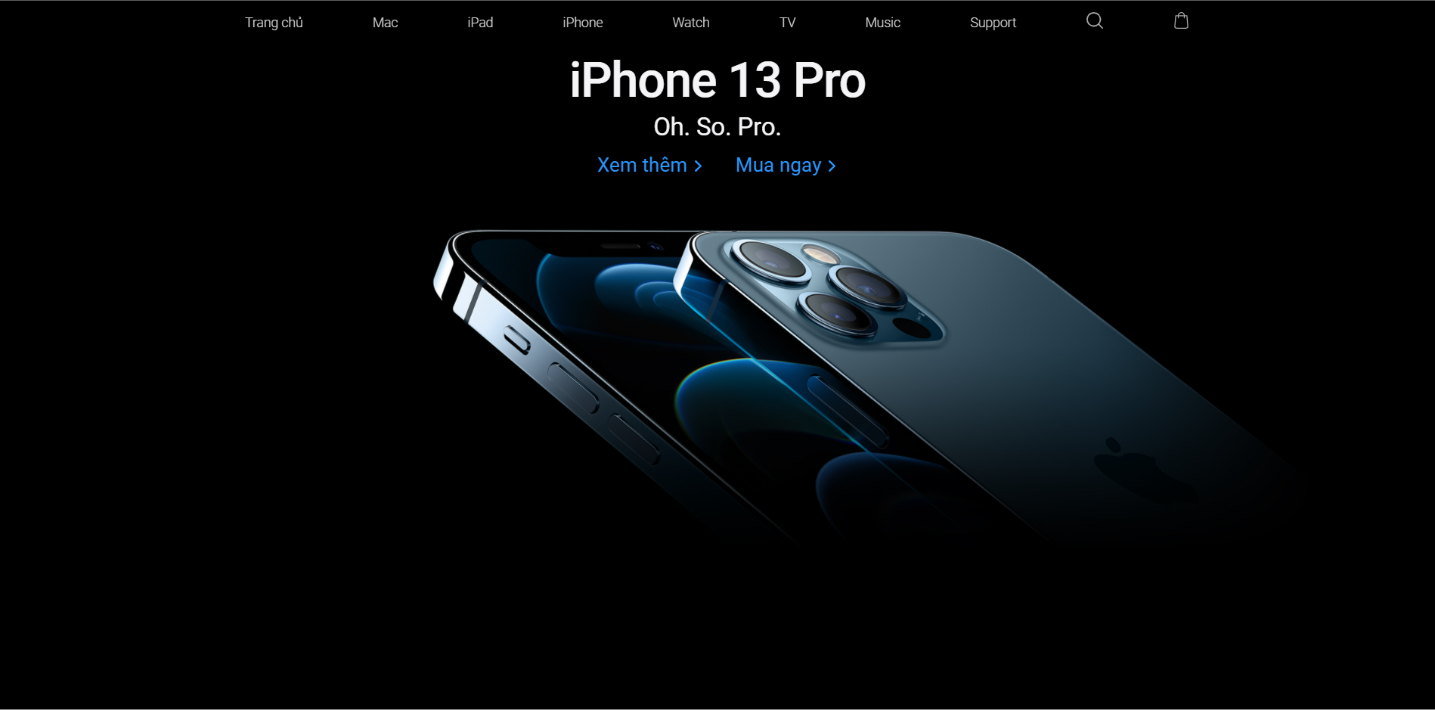 Trang chủ Mac iPad iPhone Watch TV Music Support
iPhone 13 Pro
Oh. So. Pro.
Xem thêm Mua ngay